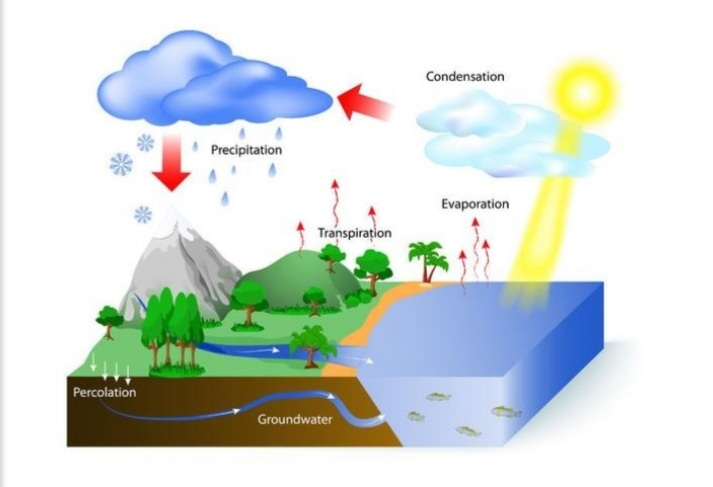 Condensation
Precipitation
Evaporation
Transpiration
Percolation
Groundwater